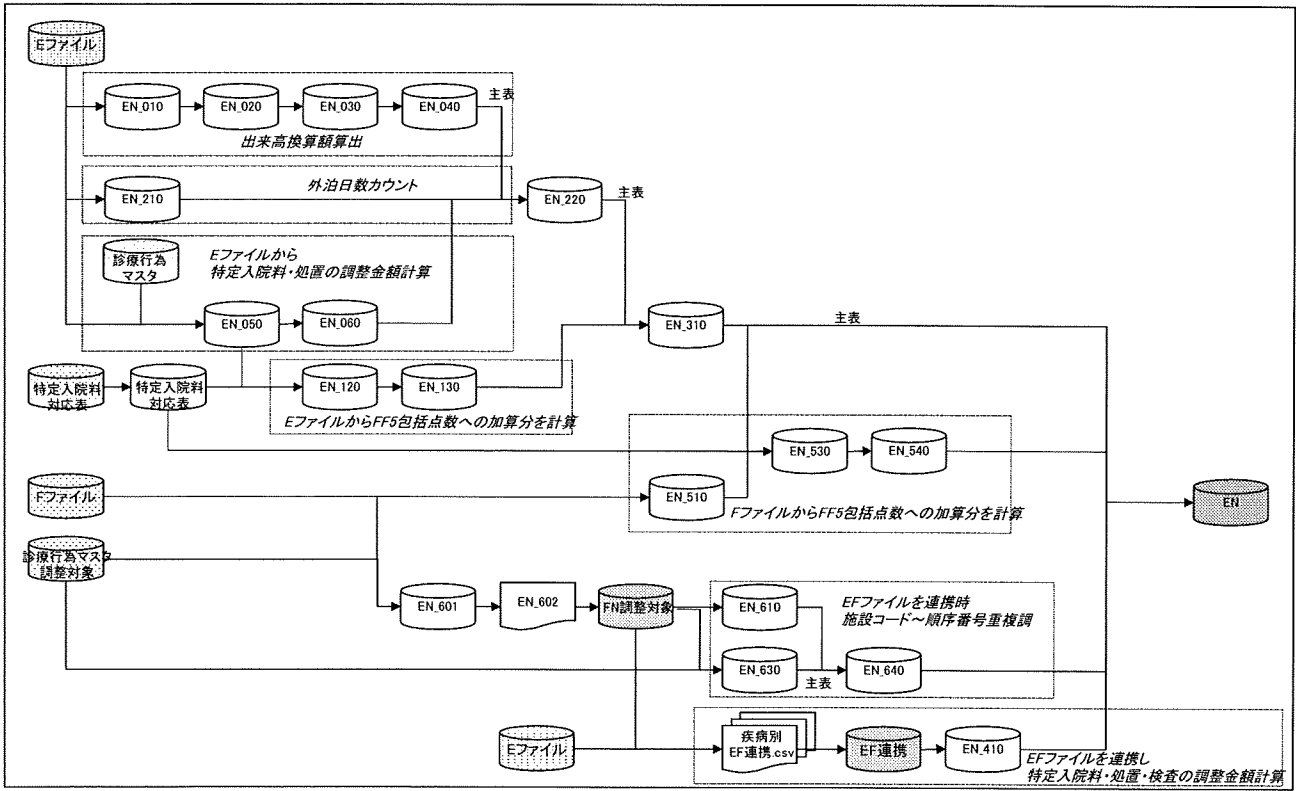 Eファイル
EN_010
EN_020
EN_030
EN_040
主表
出来高換算額算出
外泊日数カウント
EN_210
EN_220
主表
診療行為
マスタ
Eファイルから
特定入院料・処置の調整金額計算
EN_050
EN_060
EN_310
主表
特定入院料
対応表
特定入院料
対応表
EN_120
EN_130
EファイルからFF5包括点数への加算分を計算
EN_530
EN_540
Fファイル
EN_510
FファイルからFF5包括点数への加算分を計算
EN
診療行為マスタ
調整対象
EN_601
EN_602
FN調整対象
EN_610
EFファイルを連携時
施設コード～順序番号重複調
EN_630
主表
EN_640
Eファイル
疾病別
EF連携.csv
EF連携
EN_410
EFファイルを連携し
特定入院料・処置・検査の調整金額計算